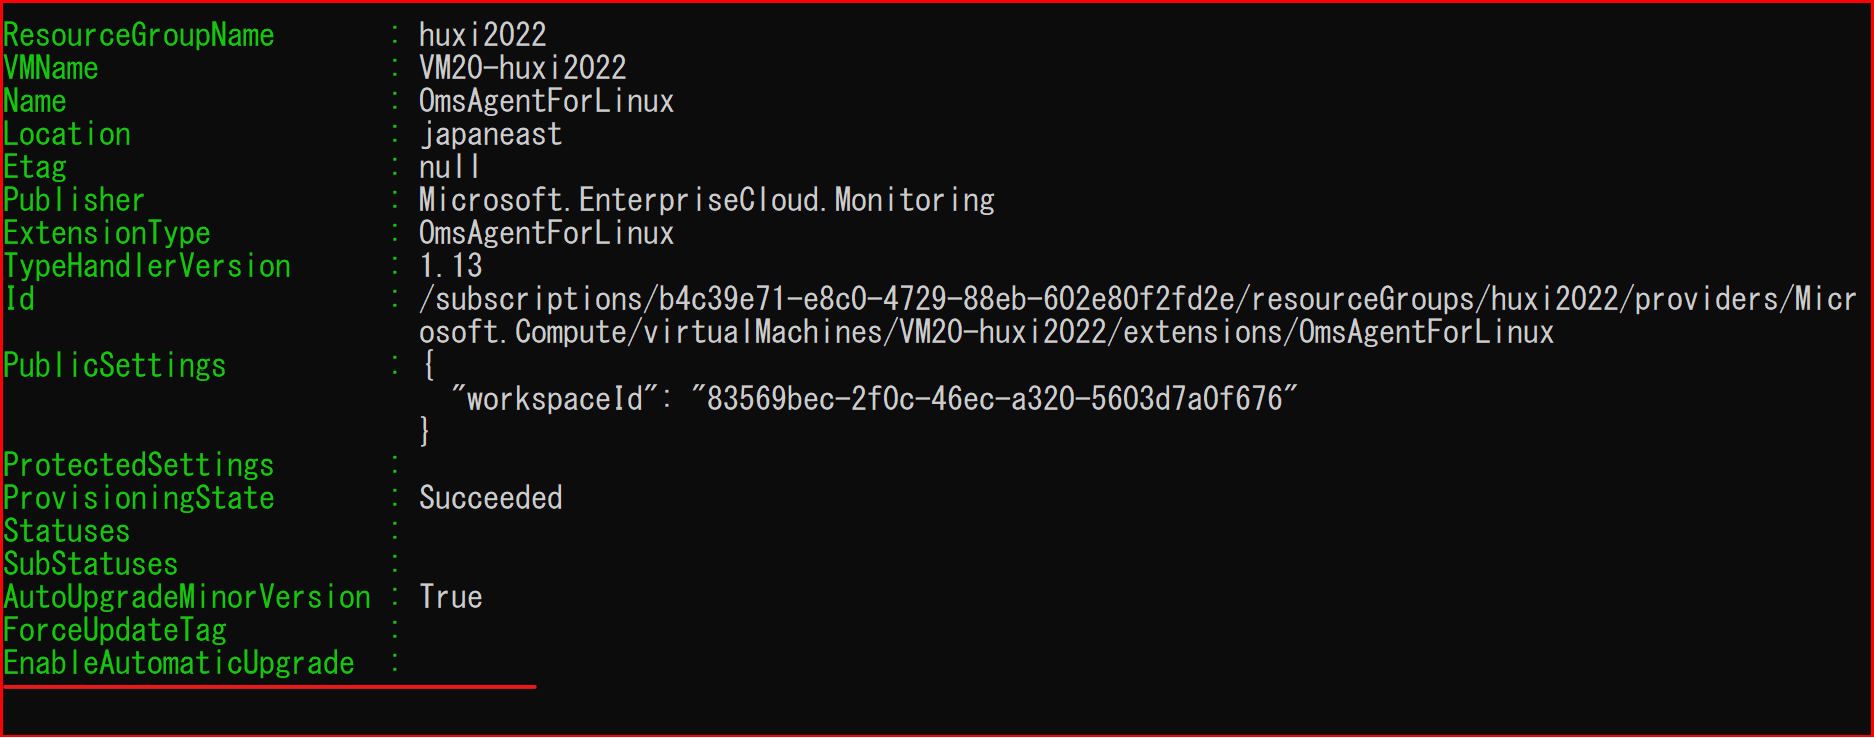 ResourceGroupName : huxi2022
VMName : VM20-huxi2022
Name : OmsAgentForLinux
Location : japaneast
Etag : null
Publisher : Microsoft.EnterpriseCloud.Monitoring
ExtensionType : OmsAgentForLinux
TypeHandlerVersion : 1.13
Id : /subscriptions/b4c39e71-e8c0-4729-88eb-602e80f2fd2e/resourceGroups/huxi2022/providers/Micr
osoft.Compute/virtualMachines/VM20-huxi2022/extensions/OmsAgentForLinux
PublicSettings : {
"workspaceId": "83569bec-2f0c-46ec-a320-5603d7a0f676"
}
ProtectedSettings :
ProvisioningState : Succeeded
Statuses :
SubStatuses :
AutoUpgradeMinorVersion : True
ForceUpdateTag :
EnableAutomaticUpgrade :